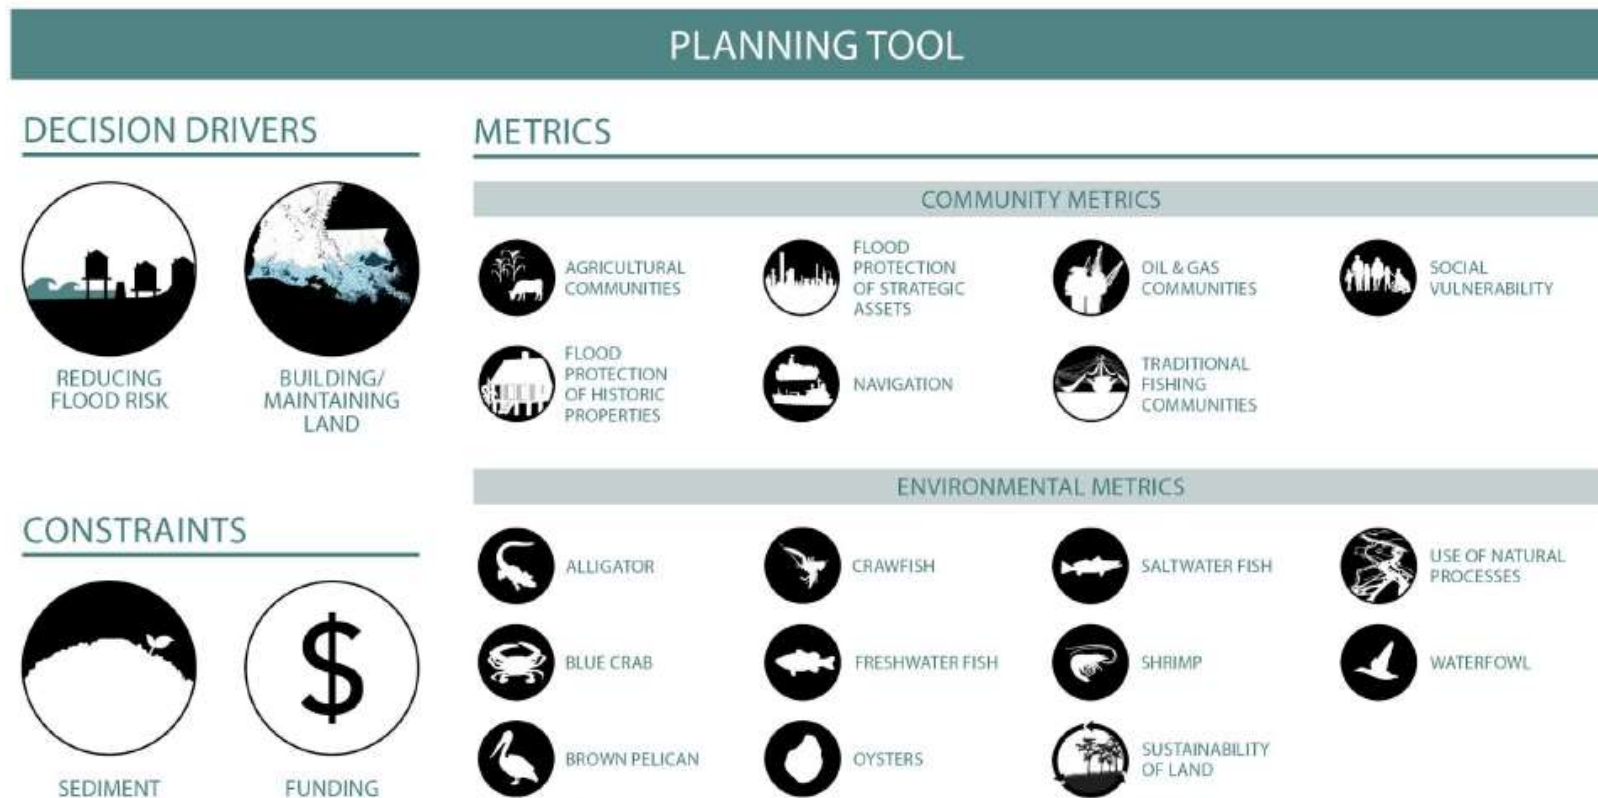 PLANNING TOOL
DECISION DRIVERS
REDUCING
FLOOD RISK
BUILDING/
MAINTAINING
LAND
CONSTRAINTS
$
SEDIMENT
FUNDING
METRICS
COMMUNITY METRICS
AGRICULTURAL
COMMUNITIES
FLOOD
PROTECTION
OF STRATEGIC
ASSETS
OIL & GAS
COMMUNITIES
SOCIAL
VULNERABILITY
FLOOD
PROTECTION
OF HISTORIC
PROPERTIES
NAVIGATION
TRADITIONAL
FISHING
COMMUNITIES
ENVIRONMENTAL METRICS
ALLIGATOR
CRAWFISH
SALTWATER FISH
USE OF NATURAL
PROCESSES
BLUE CRAB
FRESHWATER FISH
SHRIMP
WATERFOWL
BROWN PELICAN
OYSTERS
SUSTAINABILITY
OF LAND